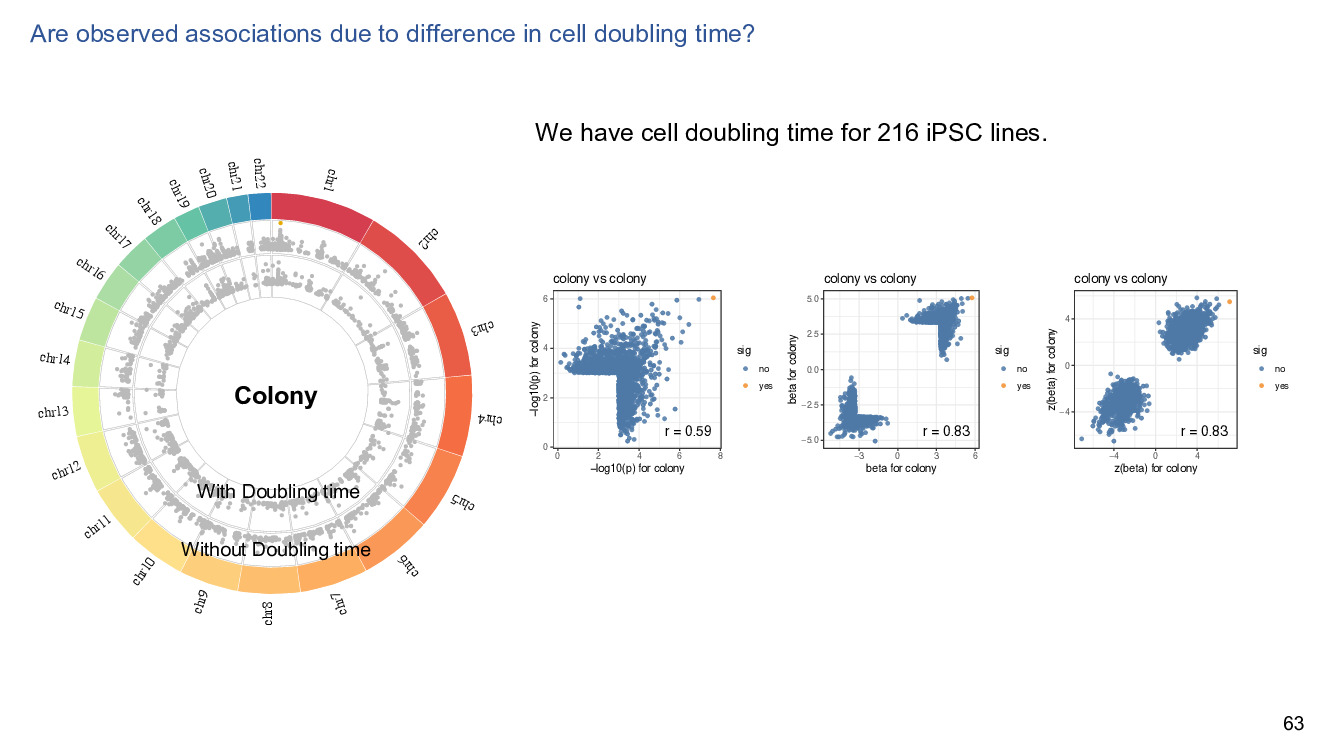 Are observed associations due to difference in cell doubling time?
We have cell doubling time for 216 iPSC lines.
chr1
chr2
chr3
chr4
chr5
chr6
chr7
chr8
chr9
chr10
chr11
chr12
chr13
chr14
chr15
chr16
chr17
chr18
chr19
chr20
chr21
chr22
Colony
With Doubling time
Without Doubling time
colony vs colony
−log10(p) for colony
6
4
2
0
0 2 4 6 8
−log10(p) for colony
r = 0.59
sig
no
yes
colony vs colony
beta for colony
5.0
2.5
0.0
−2.5
−5.0
−3 0 3 6
beta for colony
r = 0.83
sig
no
yes
colony vs colony
z(beta) for colony
4
0
−4
−4 0 4
z(beta) for colony
r = 0.83
sig
no
yes
63